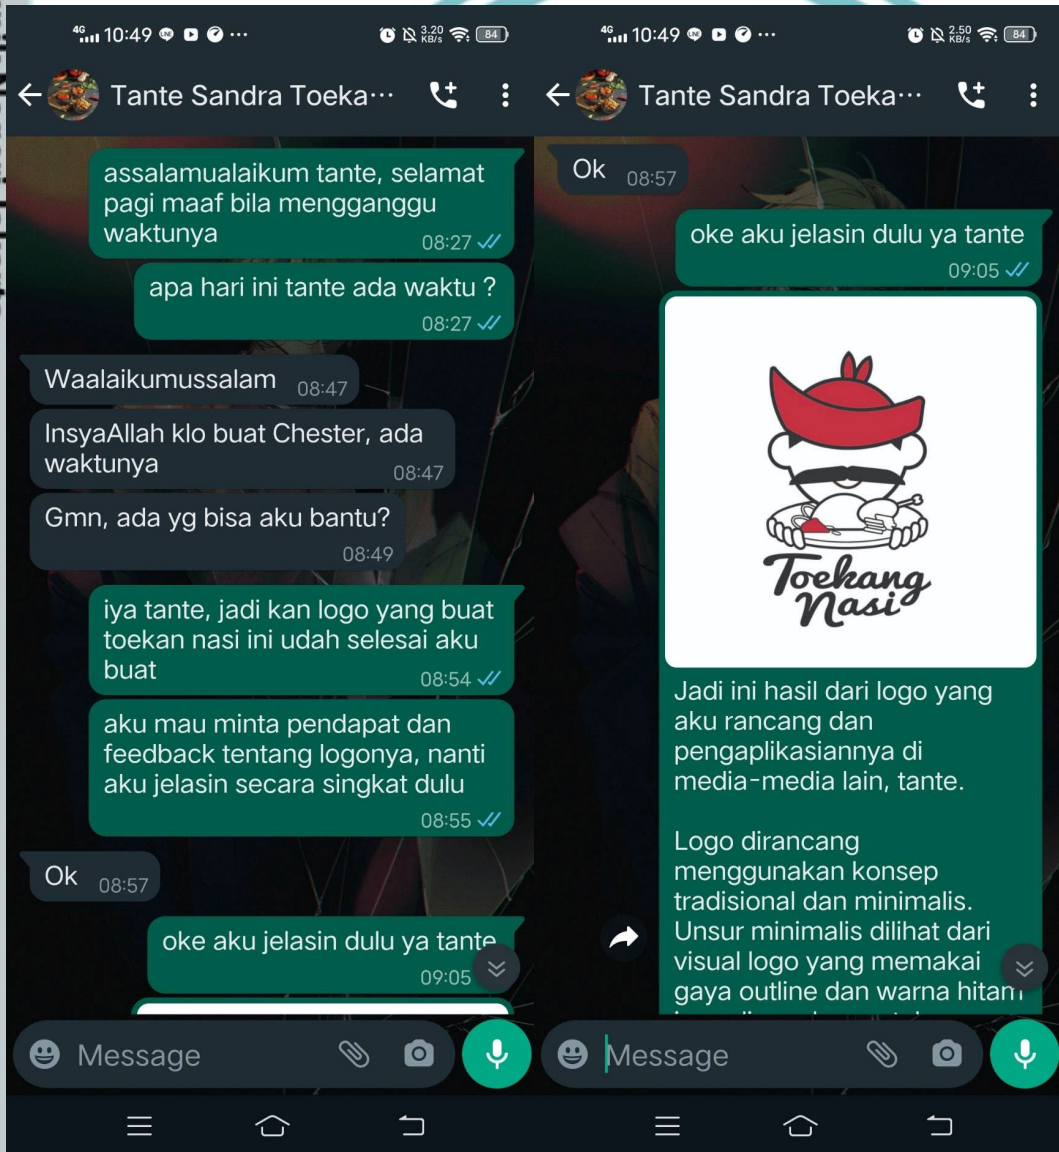 4G 10:49
3.20 KB/s 84
Tante Sandra Toeka···
assalamualaikum tante, selamat
pagi maaf bila mengganggu
waktunya
08:27
apa hari ini tante ada waktu ?
08:27
Waalaikumussalam 08:47
InsyaAllah klo buat Chester, ada
waktunya
08:47
Gmn, ada yg bisa aku bantu?
08:49
iya tante, jadi kan logo yang buat
toekan nasi ini udah selesai aku
buat
08:54
aku mau minta pendapat dan
feedback tentang logonya, nanti
aku jelasin secara singkat dulu
08:55
Ok 08:57
oke aku jelasin dulu ya tante
09:05
Message
4G 10:49
2.50 KB/s 84
Tante Sandra Toeka···
Ok 08:57
oke aku jelasin dulu ya tante
09:05
Toekang
Nasi
Jadi ini hasil dari logo yang
aku rancang dan
pengaplikasiannya di
media-media lain, tante.
Logo dirancang
menggunakan konsep
tradisional dan minimalis.
Unsur minimalis dilihat dari
visual logo yang memakai
gaya outline dan warna hitam
Message